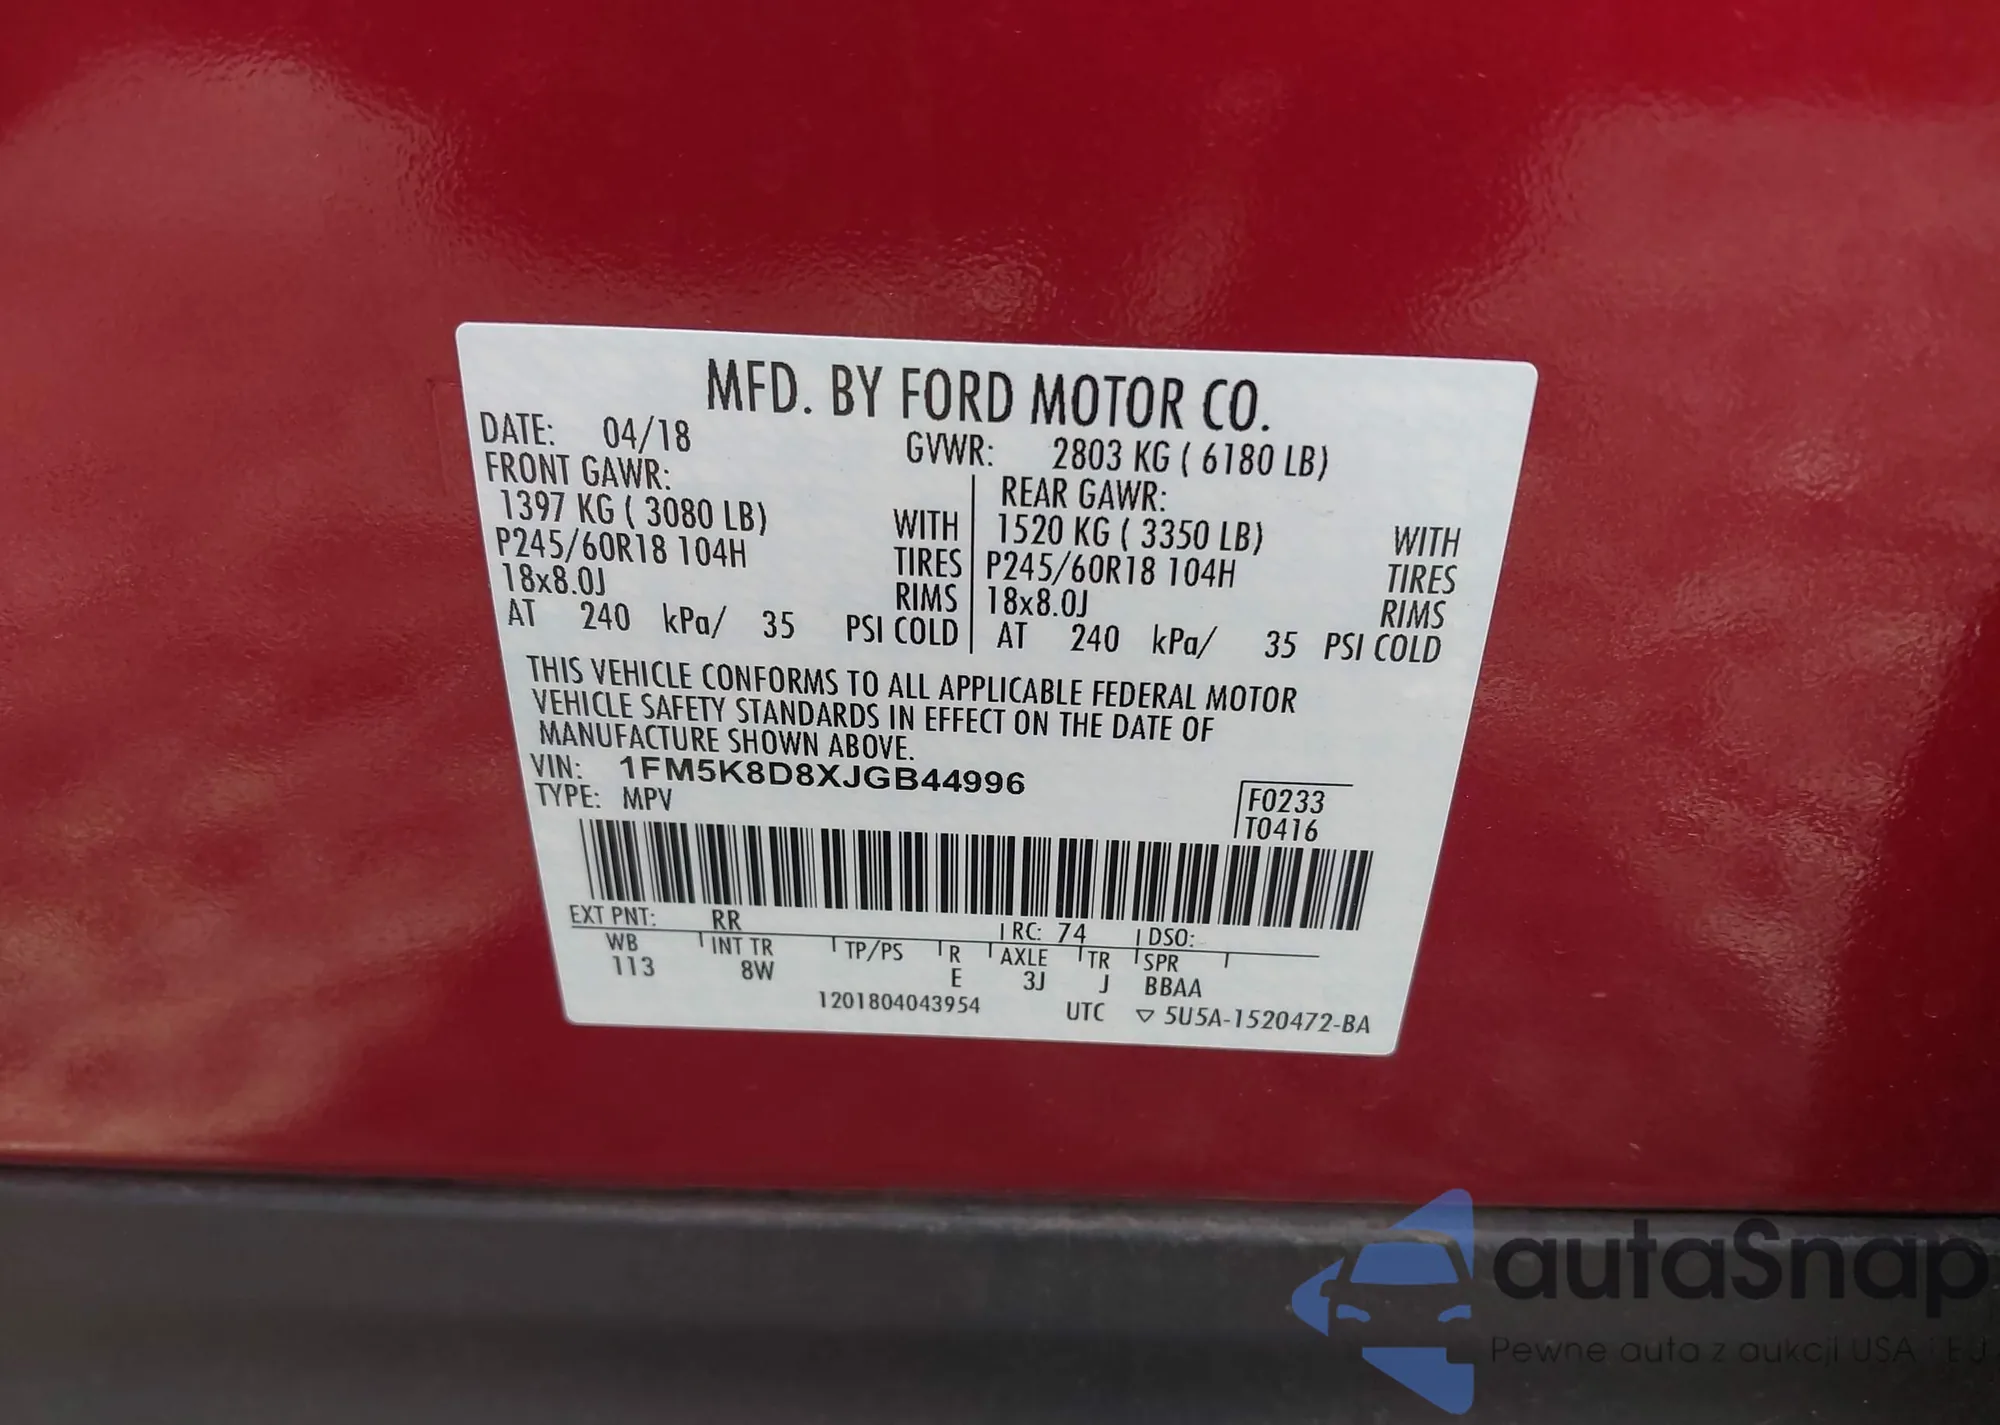 MFD. BY FORD MOTOR CO.
DATE: 04/18 GVWR: 2803 KG ( 6180 LB)
FRONT GAWR: REAR GAWR:
1397 KG ( 3080 LB) WITH 1520 KG ( 3350 LB) WITH
P245/60R18 104H TIRES P245/60R18 104H TIRES
18x8.0J RIMS 18x8.0J RIMS
AT 240 kPa/ 35 PSI COLD AT 240 kPa/ 35 PSI COLD
THIS VEHICLE CONFORMS TO ALL APPLICABLE FEDERAL MOTOR
VEHICLE SAFETY STANDARDS IN EFFECT ON THE DATE OF
MANUFACTURE SHOWN ABOVE.
VIN: 1FM5K8D8XJGB44996
TYPE: MPV
F0233
T0416
EXT PNT: RR RC: 74 DSO:
WB INT TR TP/PS R AXLE TR SPR
113 8W E 3J J BBAA
1201804043954 UTC ▽ 5U5A-1520472-BA
autaSnap
Pewne auta z aukcji USA i EU